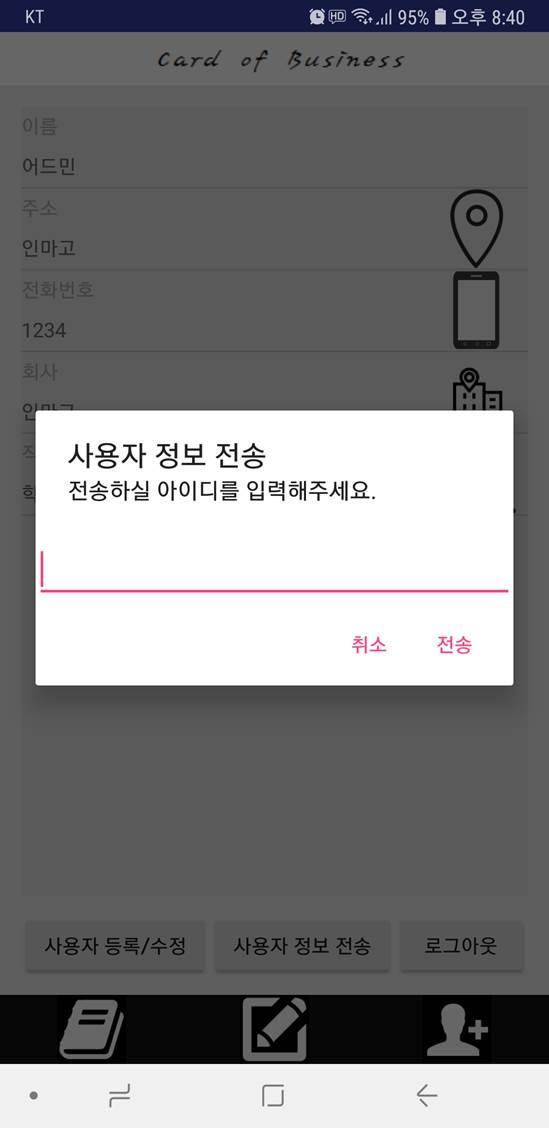 KT HD 95% 오후 8:40
Card of Business
이름
어드민
주소
인마고
전화번호
1234
회사
사용자 정보 전송
전송하실 아이디를 입력해주세요.
취소 전송
사용자 등록/수정 사용자 정보 전송 로그아웃